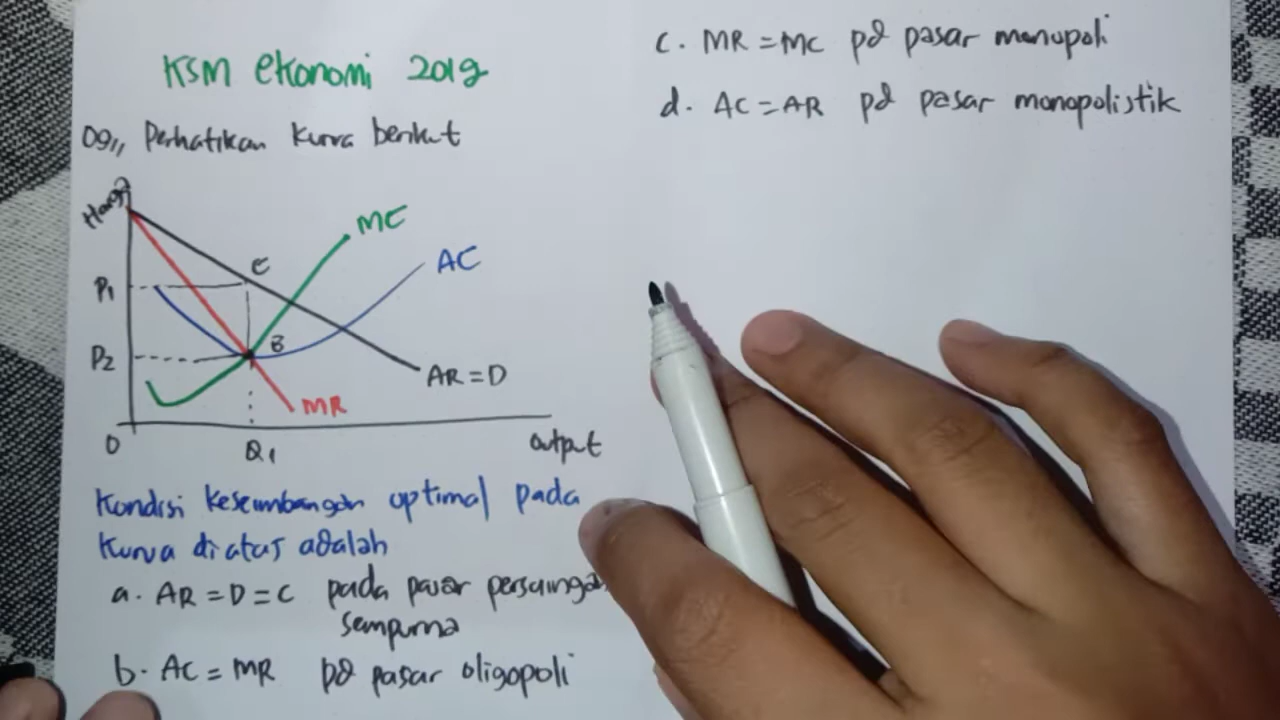 KSM ekonomi 2019
09,, Perhatikan Kurva berikut
Harga
MC
AC
C
P1
B
P2
AR = D
MR
0
Q1
output
Kondisi keseimbangan optimal pada
kurva diatas adalah
a. AR = D = C pada pasar persaingan
sempurna
b. AC = MR pd pasar oligopoli
c. MR = MC pd pasar monopoli
d. AC = AR pd pasar monopolistik